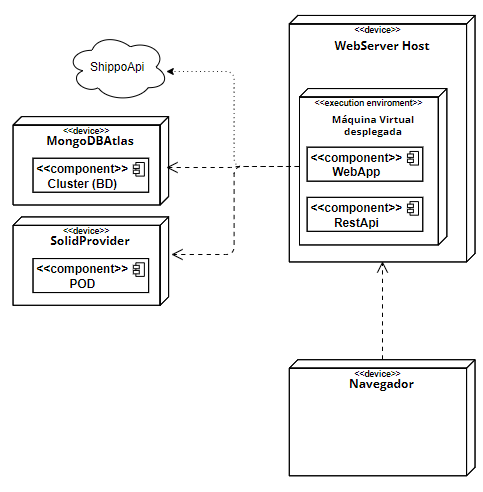 <<device>>
WebServer Host
ShippoApi
<<execution enviroment>>
Máquina Virtual
desplegada
<<device>>
MongoDBAtlas
<<component>>
Cluster (BD)
<<component>>
WebApp
<<component>>
RestApi
<<device>>
SolidProvider
<<component>>
POD
<<device>>
Navegador